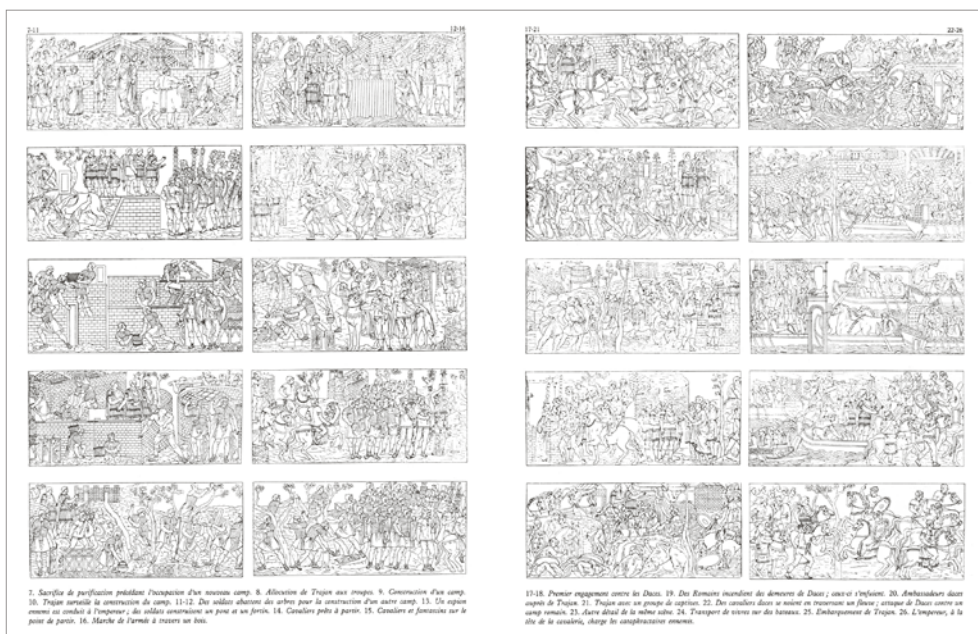 7-11
12-16
17-21
22-26
7. Sacrifice de purification précédant l'occupation d'un nouveau camp. 8. Allocution de Trajan aux troupes. 9. Construction d'un camp.
10. Trajan surveille la construction du camp. 11-12. Des soldats abattent des arbres pour la construction d'un autre camp. 13. Un espion
ennemi est conduit à l'empereur ; des soldats construisent un pont et un fortin. 14. Cavaliers prêts à partir. 15. Cavaliers et fantassins sur le
point de partir. 16. Marche de l'armée à travers un bois.
17-18. Premier engagement contre les Daces. 19. Des Romains incendient des demeures de Daces ; ceux-ci s'enfuient. 20. Ambassadeurs daces
auprès de Trajan. 21. Trajan avec un groupe de captives. 22. Des cavaliers daces se noient en traversant un fleuve ; attaque de Daces contre un
camp romain. 23. Autre détail de la même scène. 24. Transport de vivres sur des bateaux. 25. Embarquement de Trajan. 26. L'empereur, à la
tête de la cavalerie, charge les cataphractaires ennemis.